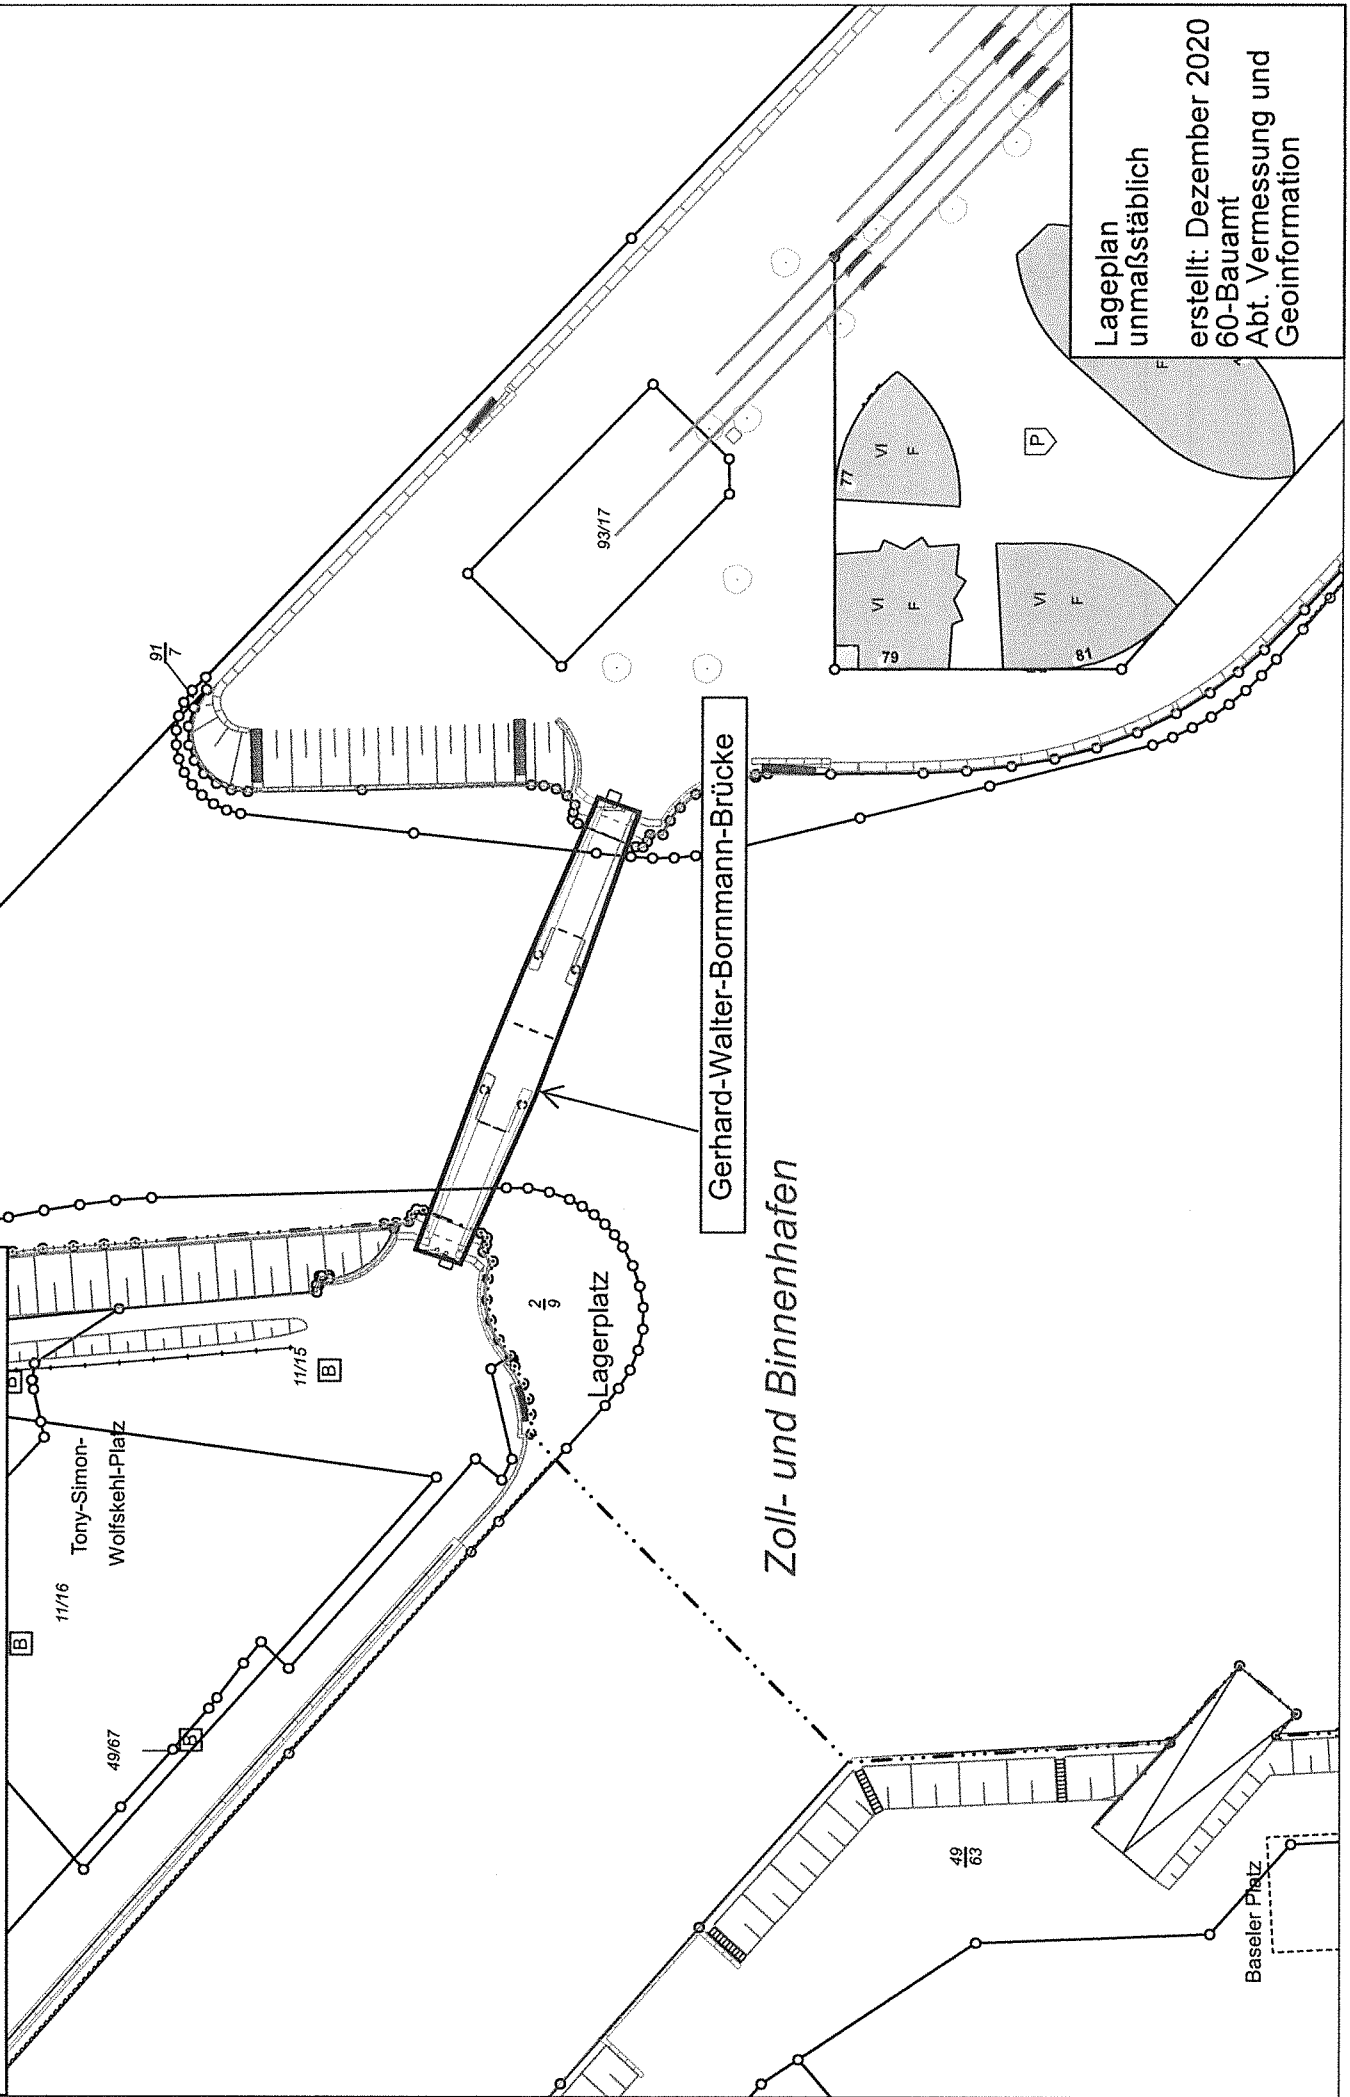 B
11/16
Tony-Simon-
Wolfskehl-Platz
49/67
11/15
B
91
7
2
9
Lagerplatz
93/17
Gerhard-Walter-Bornmann-Brücke
Zoll- und Binnenhafen
77
VI
F
79
VI
F
81
VI
F
P
F
49
63
Baseler Platz
Lageplan
unmaßstäblich
erstellt: Dezember 2020
60-Bauamt
Abt. Vermessung und
Geoinformation